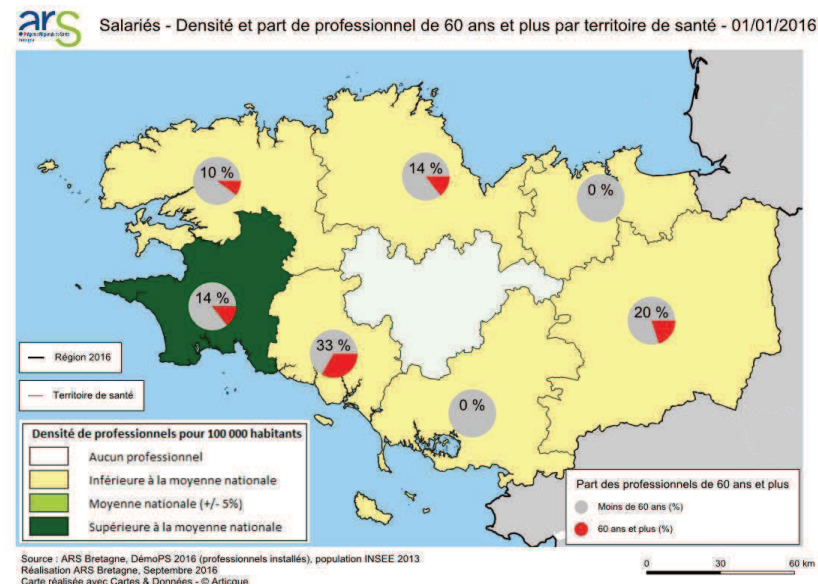 ars
Salariés - Densité et part de professionnel de 60 ans et plus par territoire de santé - 01/01/2016
10 %
14 %
0 %
14 %
33 %
20 %
0 %
Région 2016
Territoire de santé
Densité de professionnels pour 100 000 habitants
Aucun professionnel
Inférieure à la moyenne nationale
Moyenne nationale (+/- 5%)
Supérieure à la moyenne nationale
Part des professionnels de 60 ans et plus
Moins de 60 ans (%)
60 ans et plus (%)
Source : ARS Bretagne, DémoPS 2016 (professionnels installés), population INSEE 2013
Réalisation ARS Bretagne, Septembre 2016
Carte réalisée avec Cartes & Données - © Articque
0 30 60 km